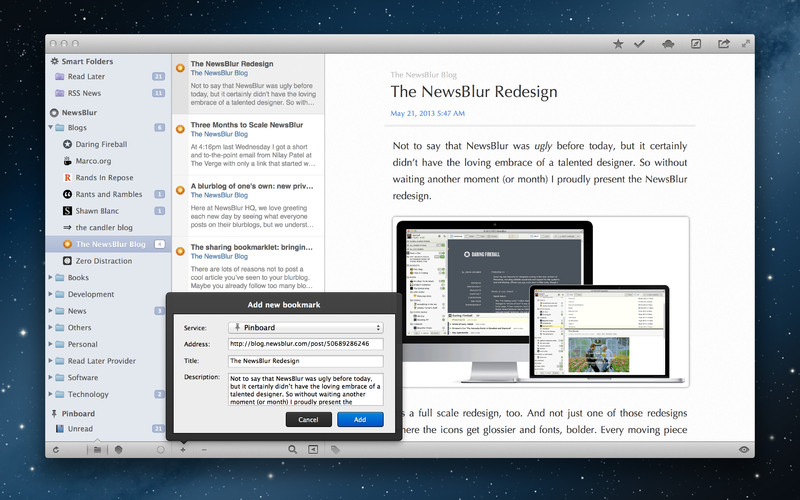 Smart Folders
Read Later 21
RSS News 11
NewsBlur
Blogs 6
Daring Fireball
Marco.org
Rands In Repose
Rants and Rambles 1
Shawn Blanc 1
the candler blog
The NewsBlur Blog 4
Zero Distraction
Books
Development
News 3
Others
Personal
Read Later Provider
Software
Technology 2
Pinboard
Unread 21
The NewsBlur Redesign
The NewsBlur Blog
Not to say that NewsBlur was ugly before
today, but it certainly didn't have the loving
embrace of a talented designer. So with...
Three Months to Scale NewsBlur
The NewsBlur Blog
At 4:16pm last Wednesday I got a short
and to-the-point email from Nilay Patel at
The Verge with only a link that started w...
A blurblog of one's own: new priv...
The NewsBlur Blog
Here at NewsBlur HQ, we love greeting
each new day by seeing what everyone
posts on their blurblogs, but we underst...
The sharing bookmarklet: bringin...
The NewsBlur Blog
There are lots of reasons not to post a
cool article you've seen to your blurblog.
Maybe you already follow too many blo...
The NewsBlur Blog
The NewsBlur Redesign
May 21, 2013 5:47 AM
Not to say that NewsBlur was ugly before today, but it certainly
didn't have the loving embrace of a talented designer. So without
waiting another moment (or month) I proudly present the NewsBlur
redesign.
DARING FIREBALL
s a full scale redesign, too. And not just one of those redesigns
here the icons get glossier and fonts, bolder. Every moving piece
Add new bookmark
Service: Pinboard
Address: http://blog.newsblur.com/post/50689286246
Title: The NewsBlur Redesign
Description: Not to say that NewsBlur was ugly before today,
but it certainly didn't have the loving embrace of a
talented designer. So without waiting another
moment (or month) I proudly present the
Cancel Add